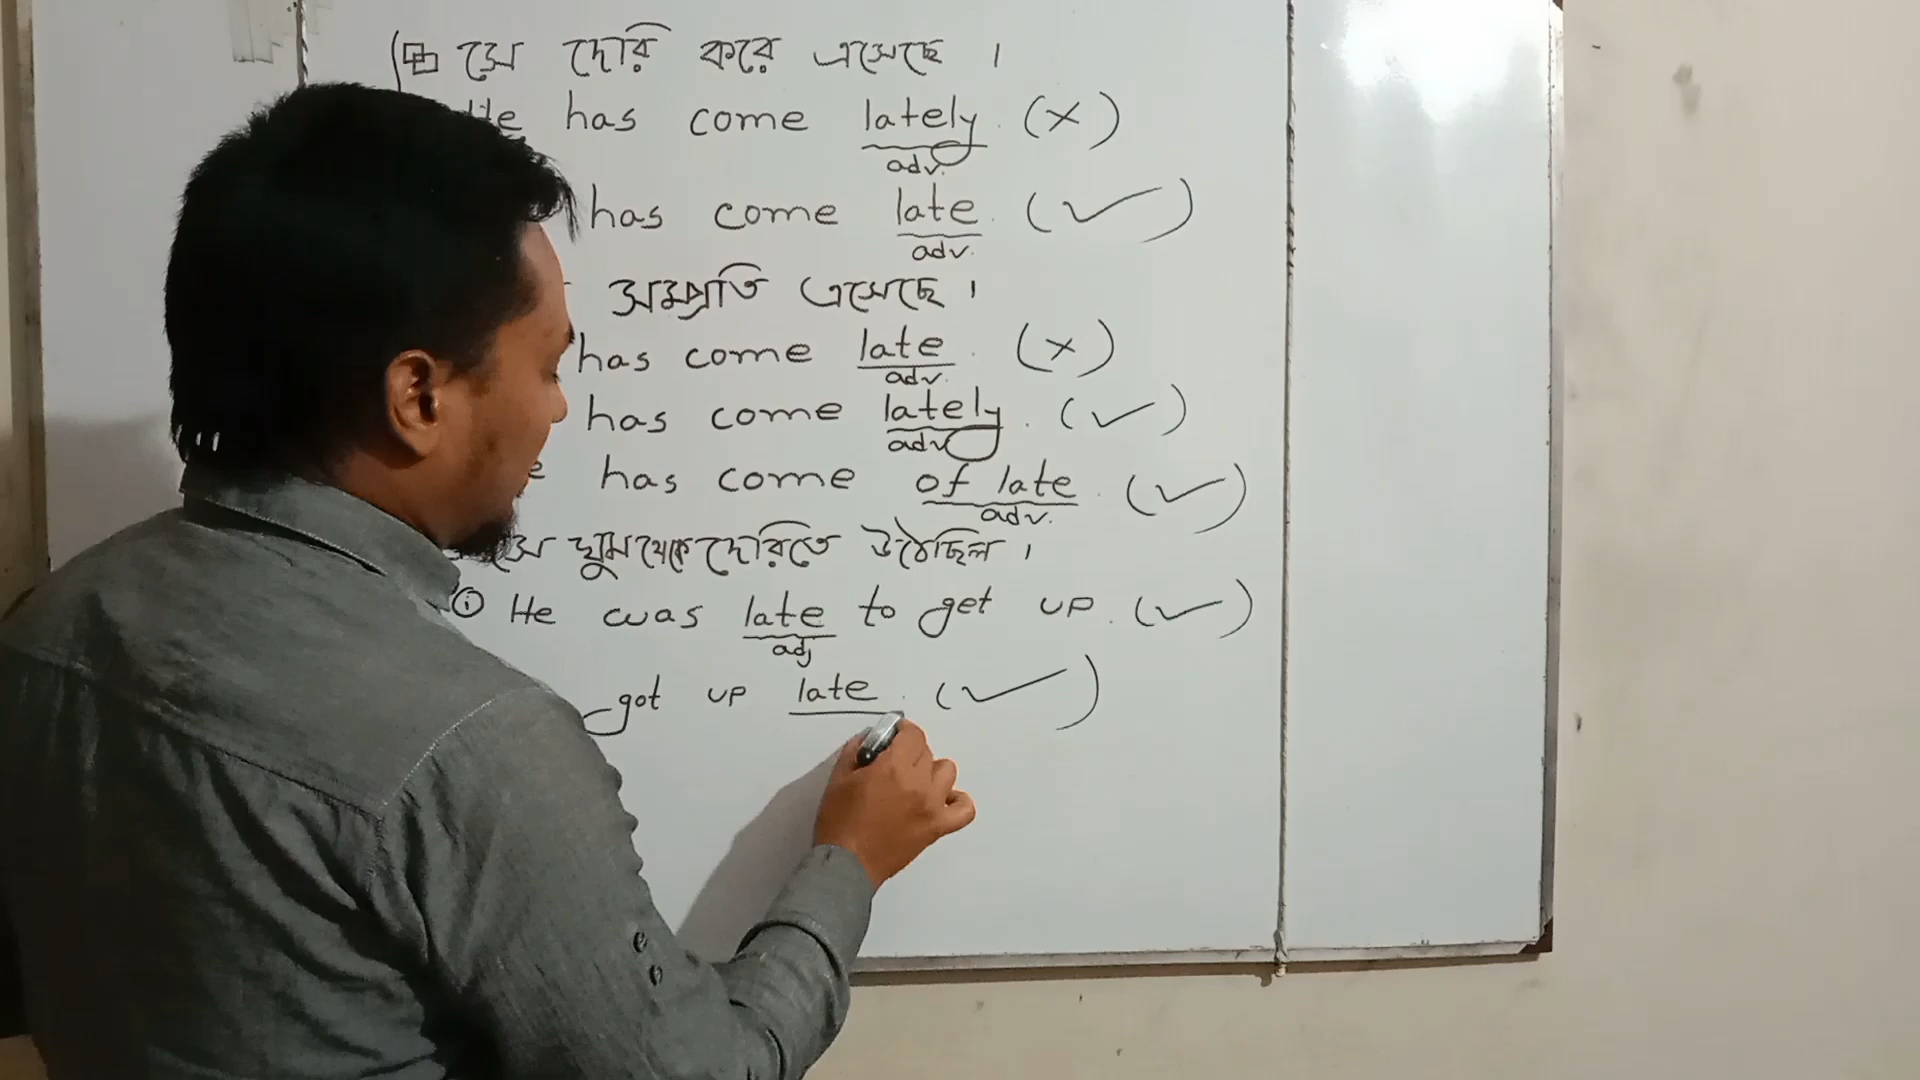 সে দেরি করে এসেছে ।
He has come lately. (×)
adv.
has come late. (✓)
adv.
সম্প্রতি এসেছে ।
has come late. (×)
adv.
has come lately. (✓)
adv
has come of late. (✓)
adv.
সে ঘুম থেকে দেরিতে উঠেছিল ।
ⓘ He was late to get up. (✓)
adj
got up late. (✓)